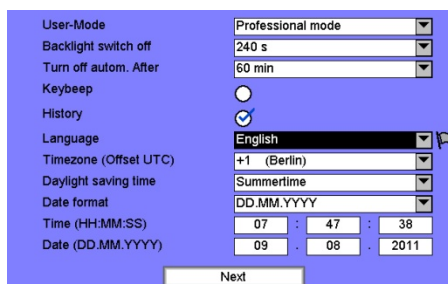 User-Mode Professional mode
Backlight switch off 240 s
Turn off autom. After 60 min
Keybeep
History
Language English
Timezone (Offset UTC) +1 (Berlin)
Daylight saving time Summertime
Date format DD.MM.YYYY
Time (HH:MM:SS) 07 : 47 : 38
Date (DD.MM.YYYY) 09 . 08 . 2011
Next